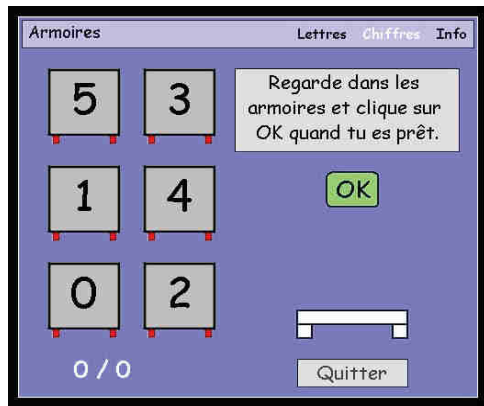 Armoires Lettres Chiffres Info
5 3
Regarde dans les
armoires et clique sur
OK quand tu es prêt.
1 4
OK
0 2
0 / 0
Quitter